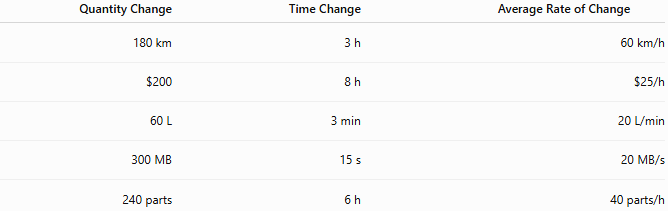 Quantity Change Time Change Average Rate of Change
180 km 3 h 60 km/h
$200 8 h $25/h
60 L 3 min 20 L/min
300 MB 15 s 20 MB/s
240 parts 6 h 40 parts/h